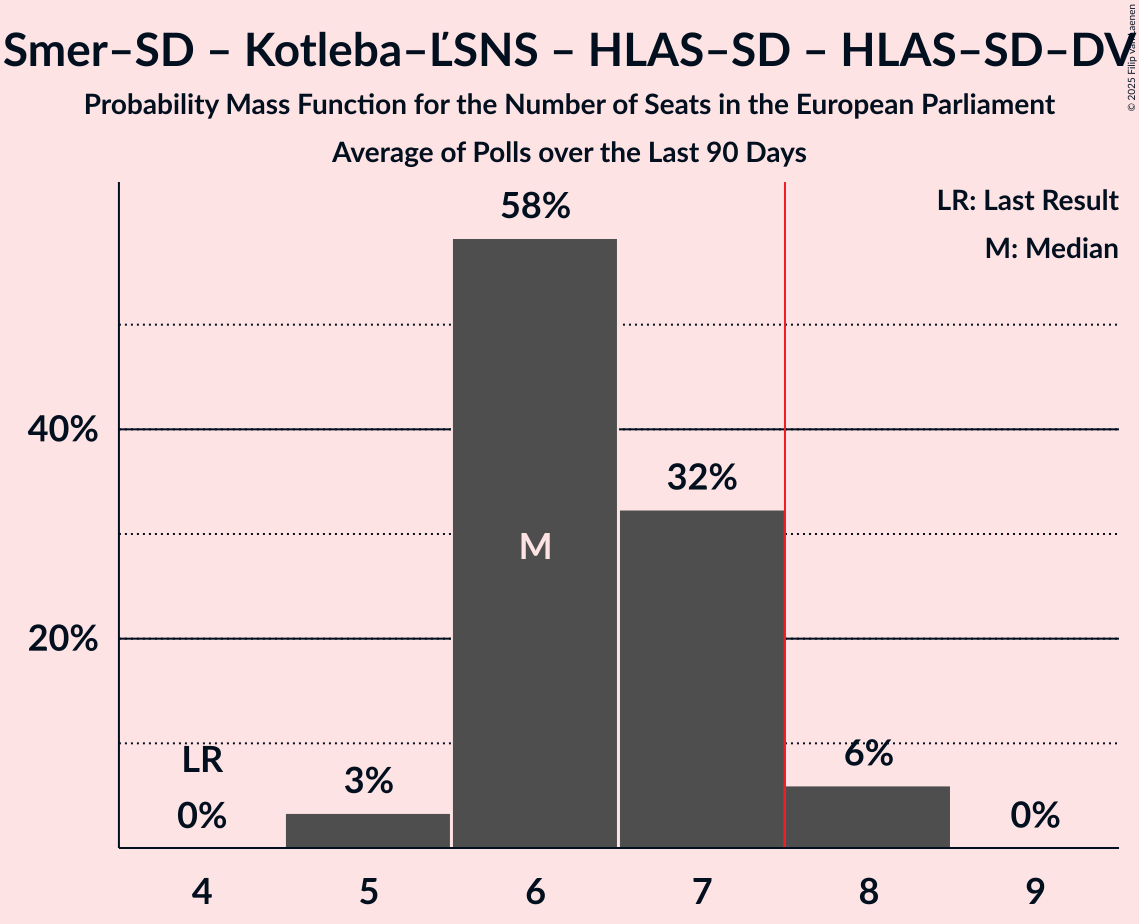 Smer–SD – Kotleba–ĽSNS – HLAS–SD – HLAS–SD–DV
Probability Mass Function for the Number of Seats in the European Parliament
Average of Polls over the Last 90 Days
© 2025 Filip van Laenen
LR: Last Result
M: Median
58%
40%
32%
M
20%
LR
6%
3%
0%
0%
4
5
6
7
8
9